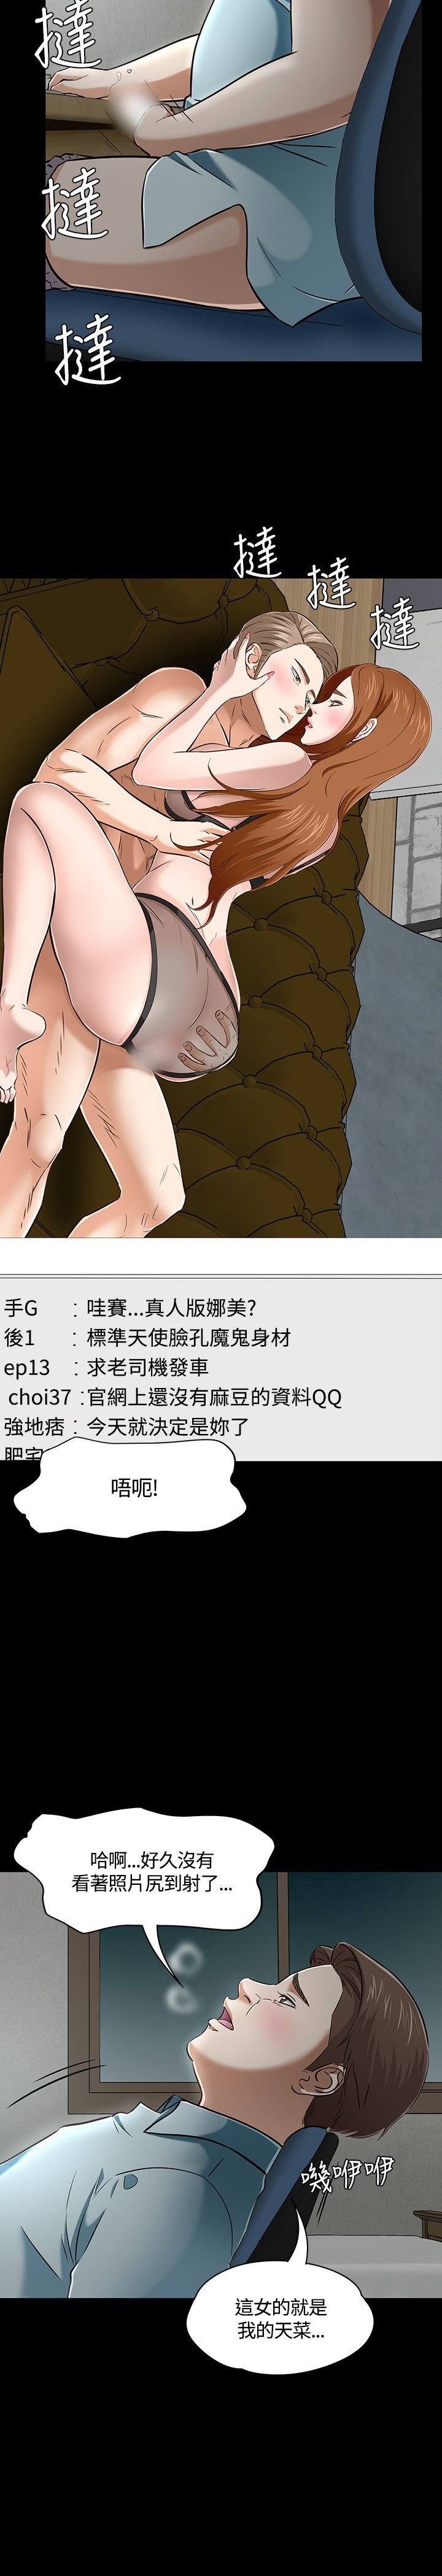 撻
撻
撻
撻
撻
撻
手G : 哇賽...真人版娜美?
後1 : 標準天使臉孔魔鬼身材
ep13 : 求老司機發車
choi37 : 官網上還沒有麻豆的資料QQ
強地痞 : 今天就決定是妳了
肥宅
唔呃!
哈啊...好久沒有
看著照片尻到射了...
嘰咿咿
這女的就是
我的天菜...